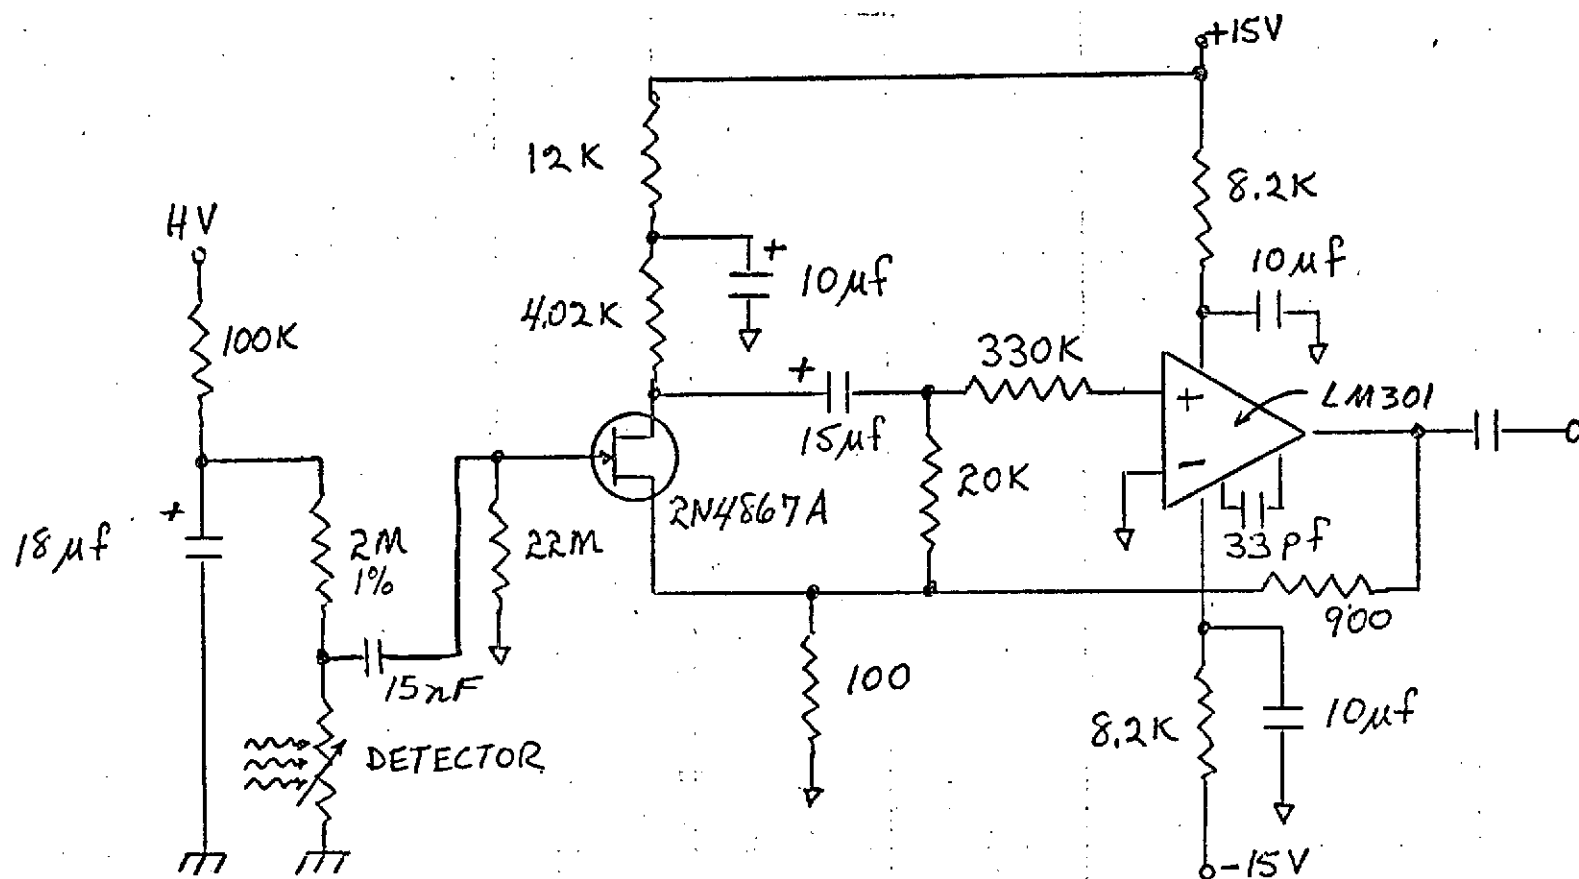 +15V
12K
8.2K
HV
+
10µf
10µf
100K
4.02K
330K
+
15µf
+
LM301
-
20K
2N4867A
+
18µf
2M
1%
22M
33pf
900
15nF
100
8.2K
10µf
DETECTOR
-15V